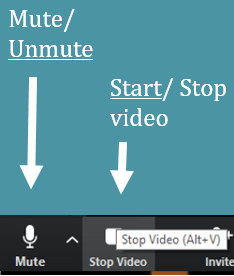 Mute/
Unmute
Start/ Stop
video
Stop Video (Alt+V)
Mute
Stop Video
Invite